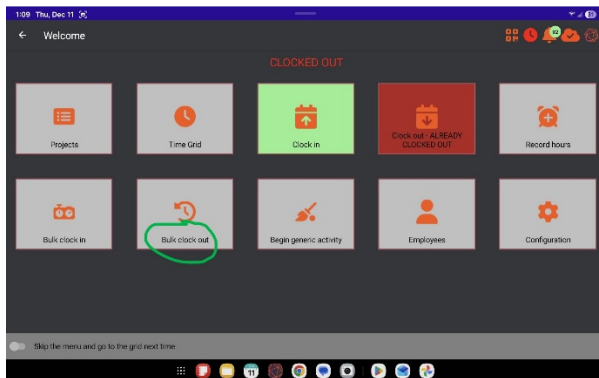 1:09 Thu, Dec 11
Welcome
CLOCKED OUT
Projects
Time Grid
Clock in
Clock out - ALREADY
CLOCKED OUT
Record hours
Bulk clock in
Bulk clock out
Begin generic activity
Employees
Configuration
Skip the menu and go to the grid next time
11